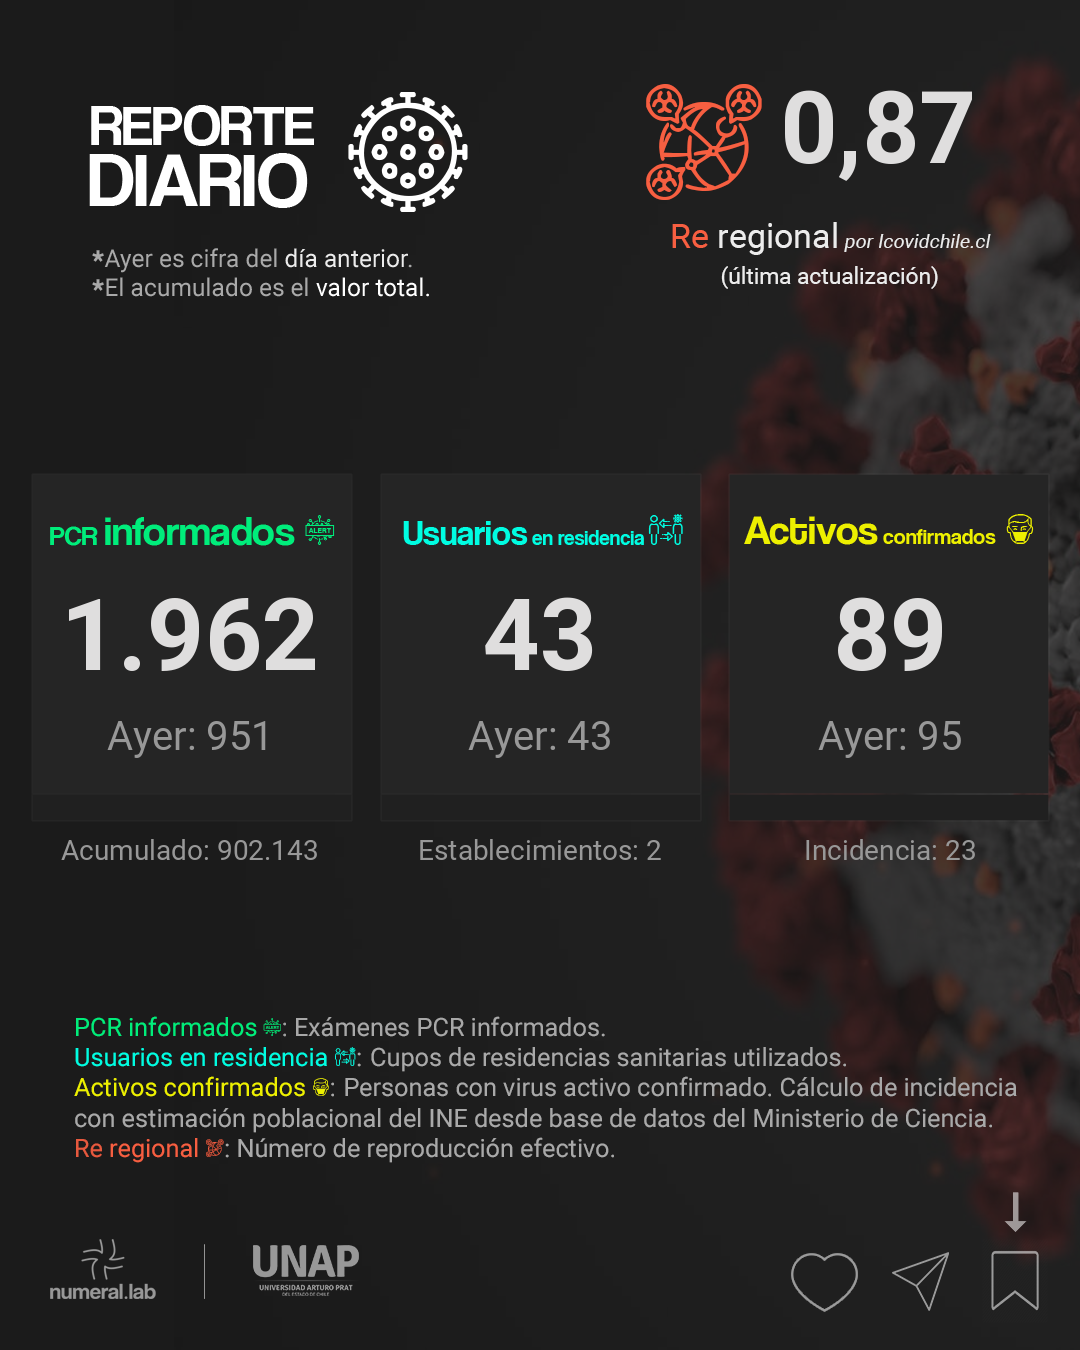 REPORTE
DIARIO
*Ayer es cifra del día anterior.
*El acumulado es el valor total.
0,87
Re regional por Icovidchile.cl
(última actualización)
PCR informados ALERT
1.962
Ayer: 951
Acumulado: 902.143
Usuarios en residencia
43
Ayer: 43
Establecimientos: 2
Activos confirmados
89
Ayer: 95
Incidencia: 23
PCR informados ALERT: Exámenes PCR informados.
Usuarios en residencia : Cupos de residencias sanitarias utilizados.
Activos confirmados : Personas con virus activo confirmado. Cálculo de incidencia
con estimación poblacional del INE desde base de datos del Ministerio de Ciencia.
Re regional : Número de reproducción efectivo.
numeral.lab
UNAP
UNIVERSIDAD ARTURO PRAT
DEL ESTADO DE CHILE